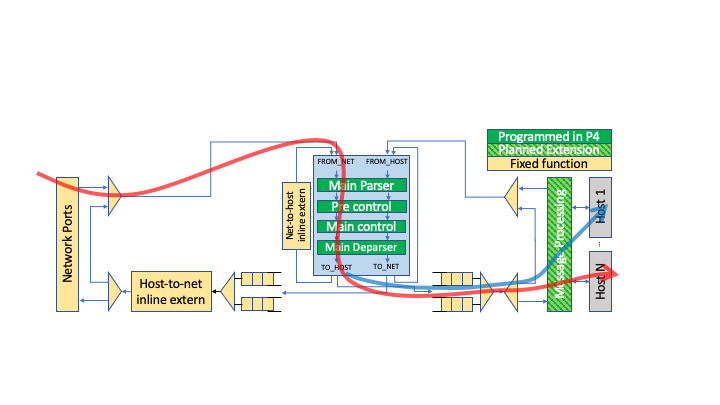 Programmed in P4
Planned Extension
Fixed function
FROM_NET
FROM_HOST
Main Parser
Pre control
Main control
Main Deparser
TO_HOST
TO_NET
Net-to-host
inline extern
Network Ports
Host-to-net
inline extern
Message Processing
Host 1
...
Host N